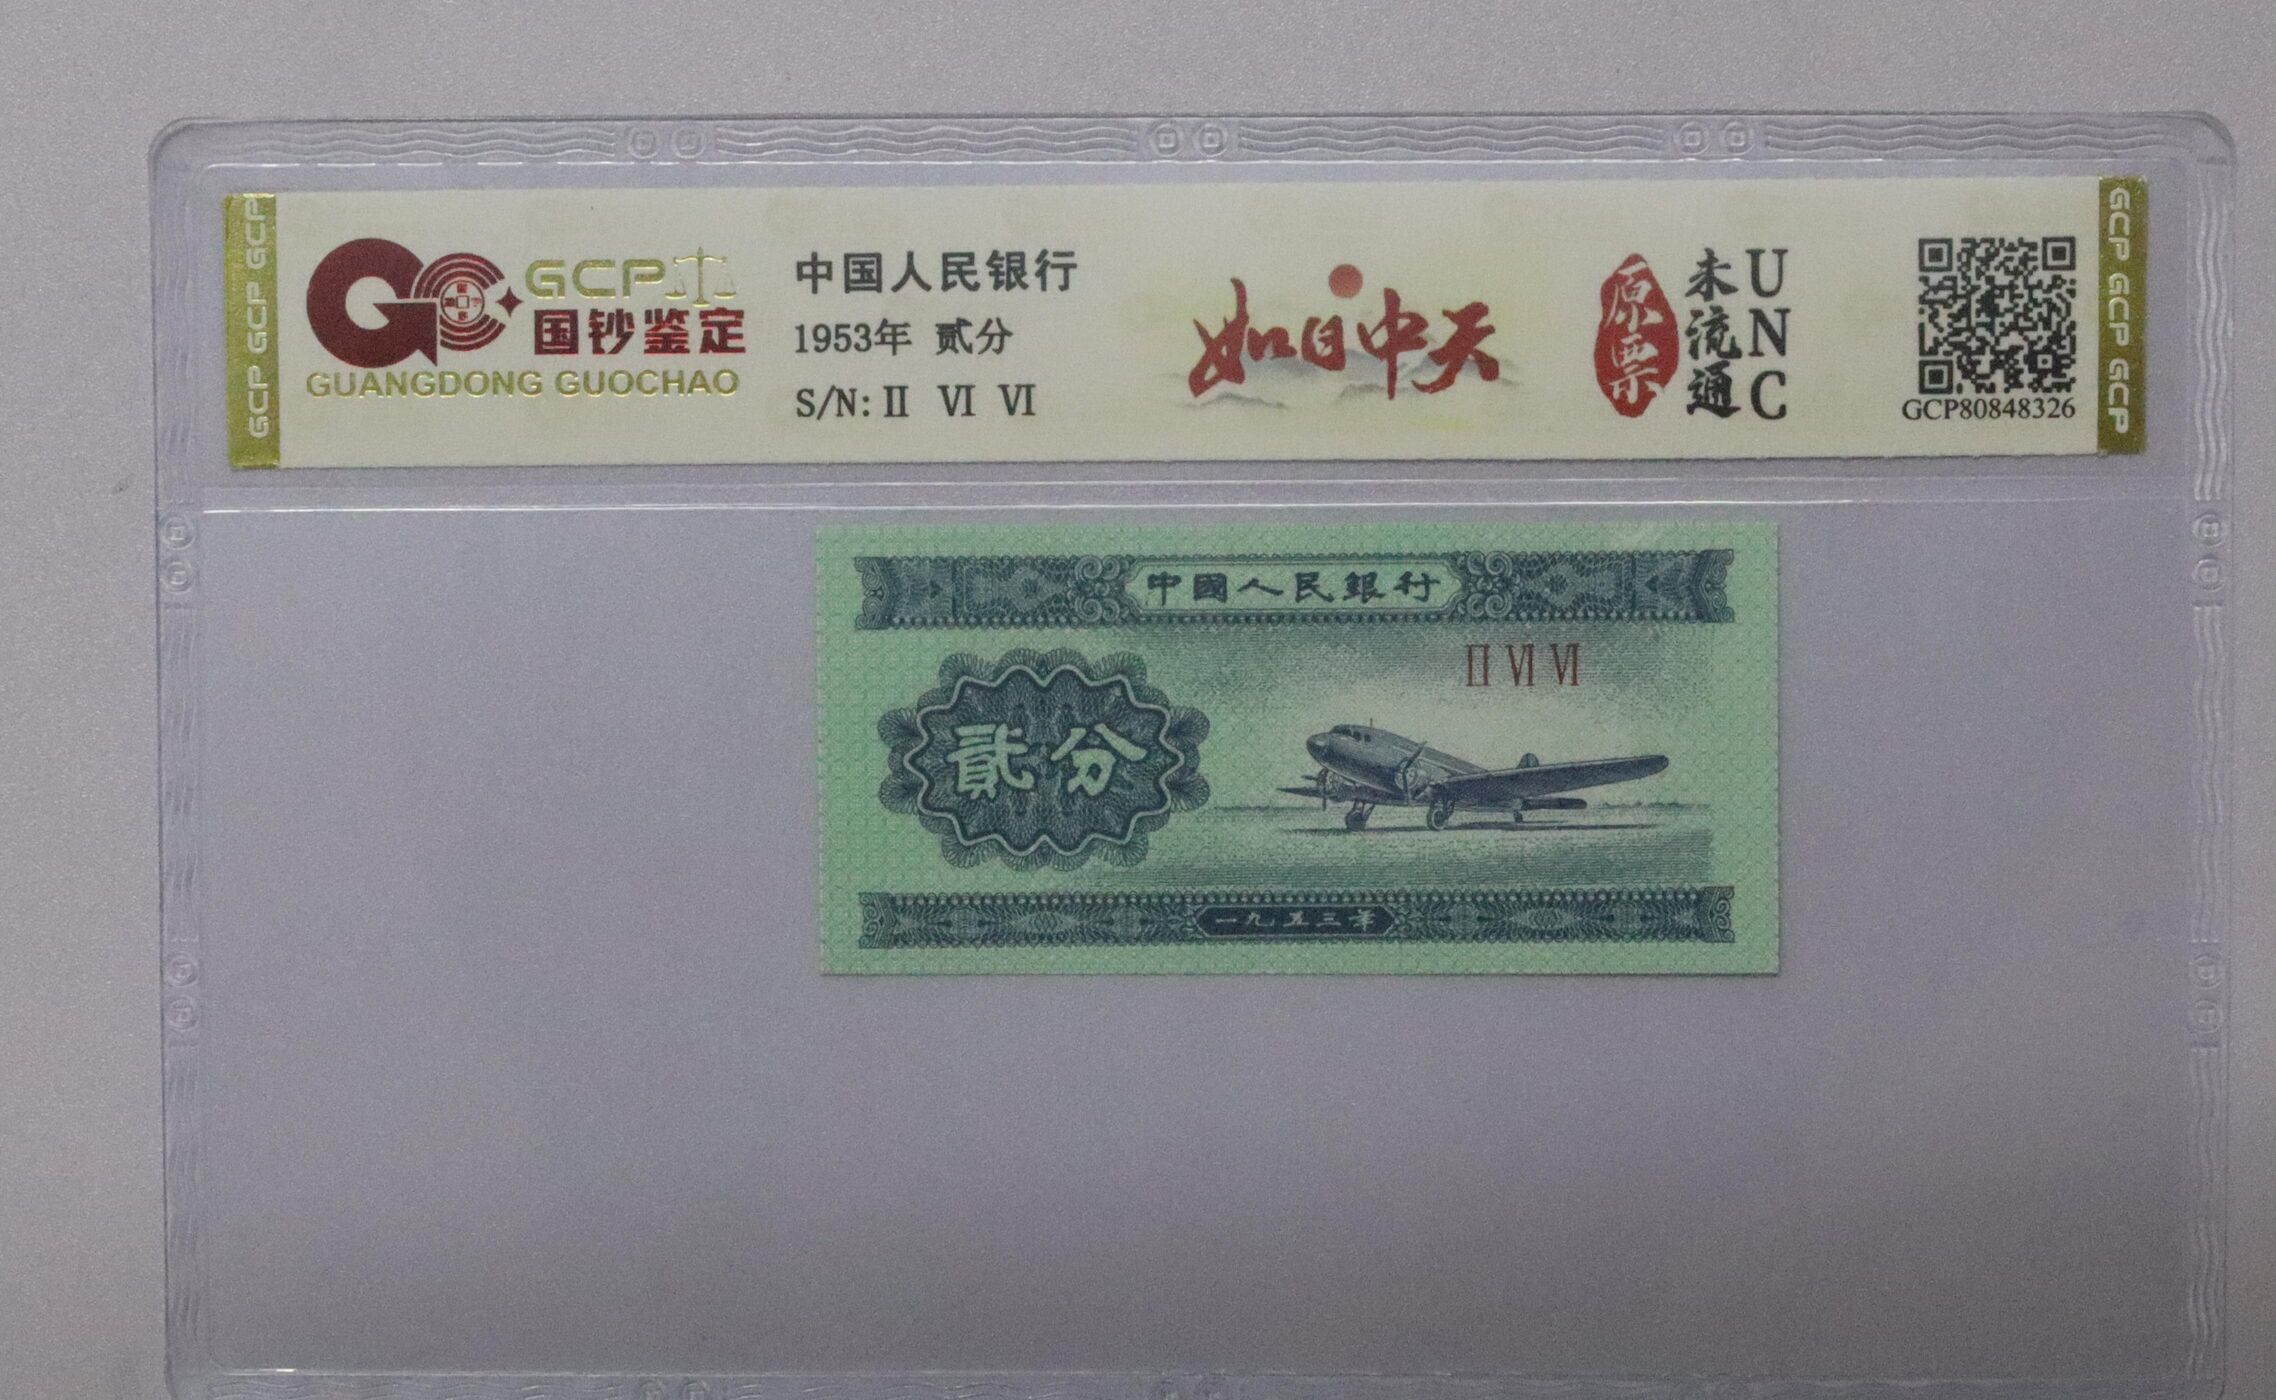 GCP GCP GCP
GCP
国钞鉴定
GUANGDONG GUOCHAO
中国人民银行
1953年 贰分
S/N: II VI VI
如日中天
原票
未流通
UNC
GCP80848326
GCP GCP GCP
中國人民銀行
II VI VI
貳分
一九五三年